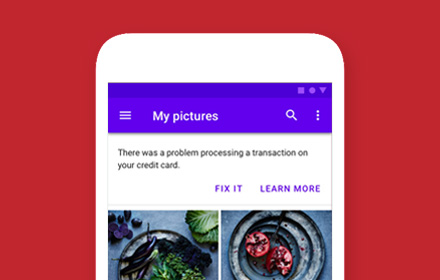 My pictures
There was a problem processing a transaction on
your credit card.
FIX IT LEARN MORE